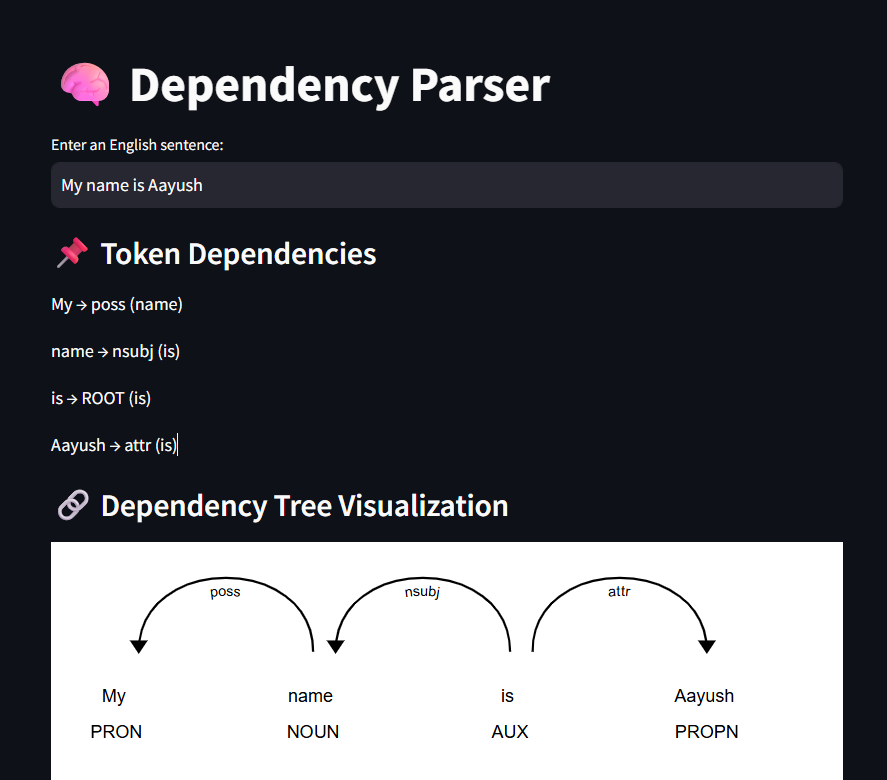 Dependency Parser
Enter an English sentence:
My name is Aayush
Token Dependencies
My → poss (name)
name → nsubj (is)
is → ROOT (is)
Aayush → attr (is)
Dependency Tree Visualization
poss nsubj attr
My name is Aayush
PRON NOUN AUX PROPN